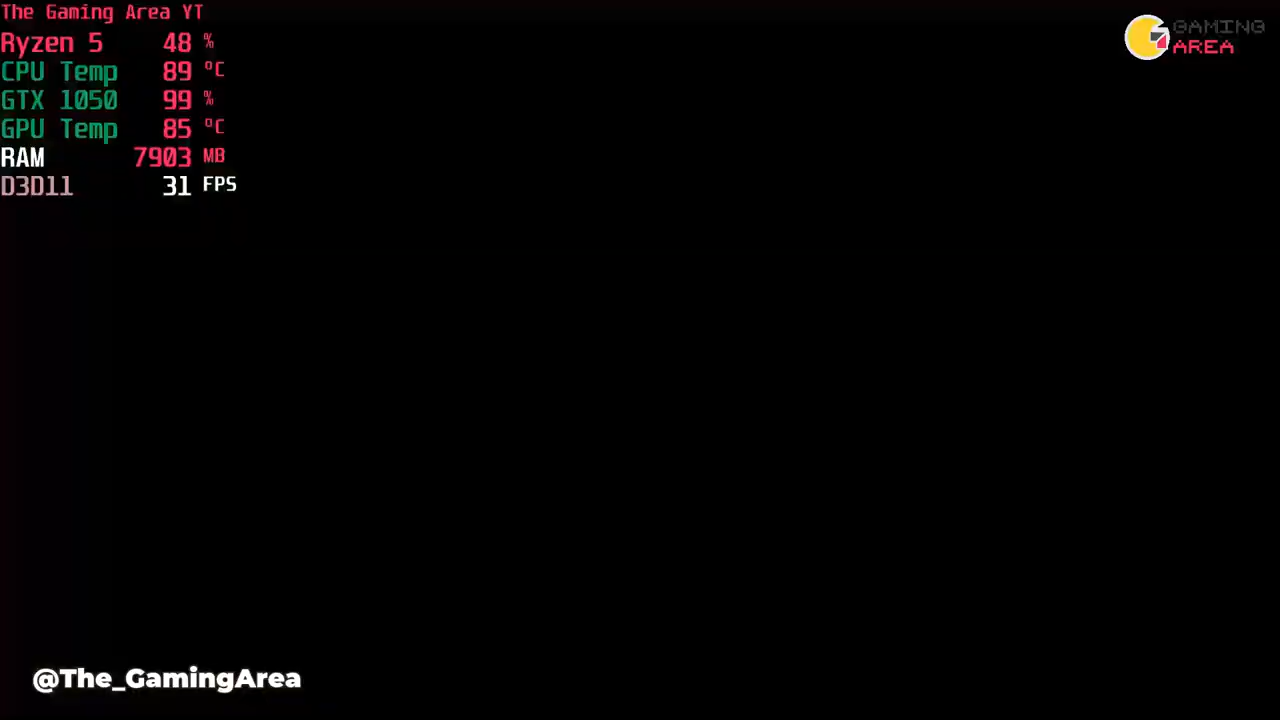 The Gaming Area YT
Ryzen 5 48 %
CPU Temp 89 °C
GTX 1050 99 %
GPU Temp 85 °C
RAM 7903 MB
D3D11 31 FPS
GAMING
AREA
@The_GamingArea